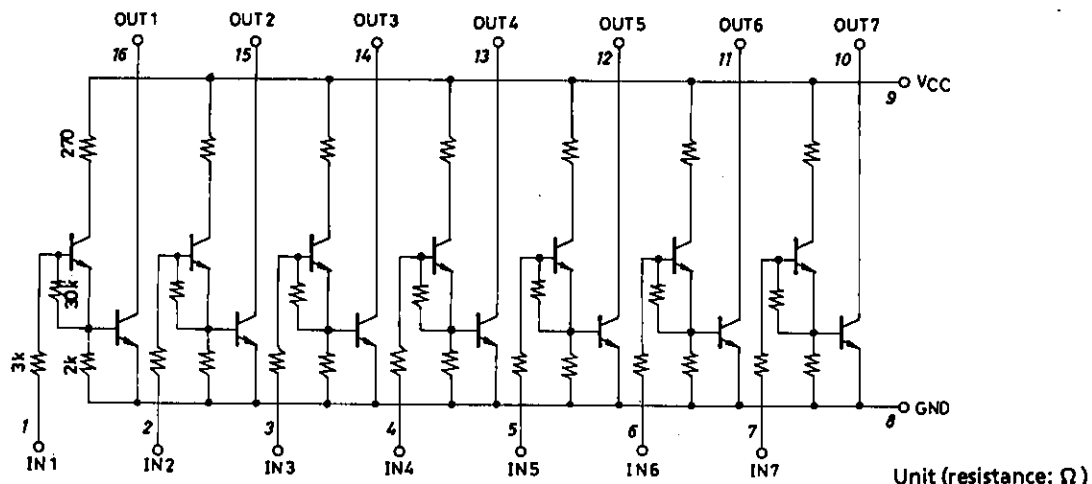 OUT1 OUT2 OUT3 OUT4 OUT5 OUT6 OUT7
16 15 14 13 12 11 10
9 VCC
270
30k
3k 2k
GND
1 2 3 4 5 6 7 8
IN1 IN2 IN3 IN4 IN5 IN6 IN7
Unit (resistance: Ω)